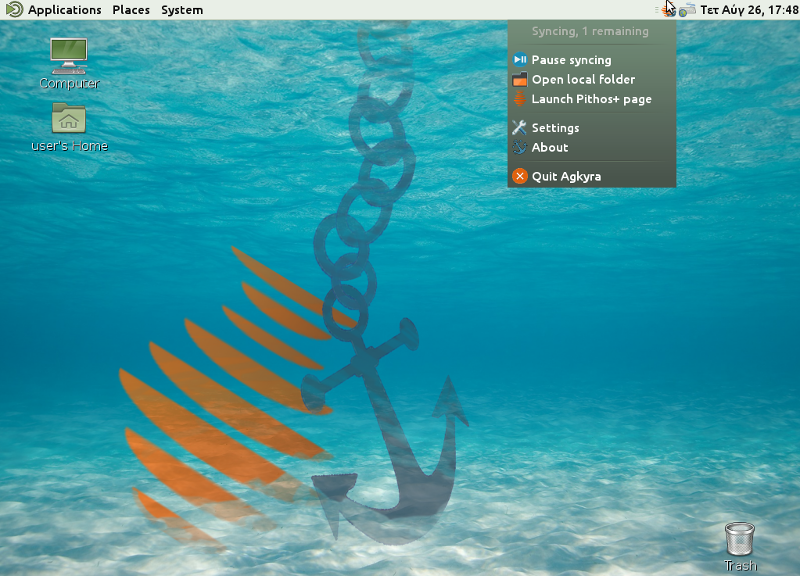 Applications Places System
Τετ Αύγ 26, 17:48
Syncing, 1 remaining
Pause syncing
Open local folder
Launch Pithos+ page
Settings
About
Quit Agkyra
Computer
user's Home
Trash